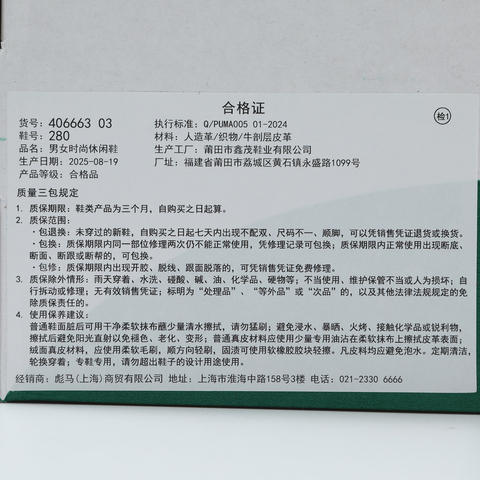 合格证
检1
货号: 406663 03
鞋号: 280
品名: 男女时尚休闲鞋
生产日期: 2025-08-19
产品等级: 合格品
执行标准: Q/PUMA005 01-2024
材料: 人造革/织物/牛剖层皮革
生产工厂: 莆田市鑫茂鞋业有限公司
厂址: 福建省莆田市荔城区黄石镇永盛路1099号
质量三包规定
1. 质保期限: 鞋类产品为三个月,自购买之日起算。
2. 质保范围:
·包退换: 未穿过的新鞋, 自购买之日起七天内出现不配双、尺码不一、顺脚, 可以凭销售凭证退货或换货。
·包换: 质保期限内同一部位修理两次仍不能正常使用, 凭修理记录可包换; 质保期限内正常使用出现断底、
断面、断跟或断帮的, 可包换。
·包修: 质保期限内出现开胶、脱线、跟面脱落的, 可凭销售凭证免费修理。
3. 质保除外情形: 雨天穿着、水洗、碰酸、碱、油、化学品、硬物等; 不当使用、维护保管不当或人为损坏; 自
行拆动或修理; 无有效销售凭证; 标明为“处理品”、“等外品”或“次品”的, 以及其他法律法规规定的免
除质保责任的。
4. 使用保养建议:
普通鞋面脏后可用干净柔软抹布蘸少量清水擦拭, 请勿猛刷; 避免浸水、暴晒、火烤、接触化学品或锐利物,
擦拭后避免阳光直射以免褪色、老化、变形; 普通真皮材料应使用少量专用油沾在柔软抹布上擦拭皮革表面;
绒面真皮材料, 应使用柔软毛刷, 顺方向轻刷, 固渍可使用软橡胶胶块轻擦。凡皮料均应避免泡水。定期清洁,
轮换穿着; 专鞋专用, 请勿超出鞋子的设计用途使用。
经销商: 彪马(上海)商贸有限公司 地址: 上海市淮海中路158号3楼 电话: 021-2330 6666